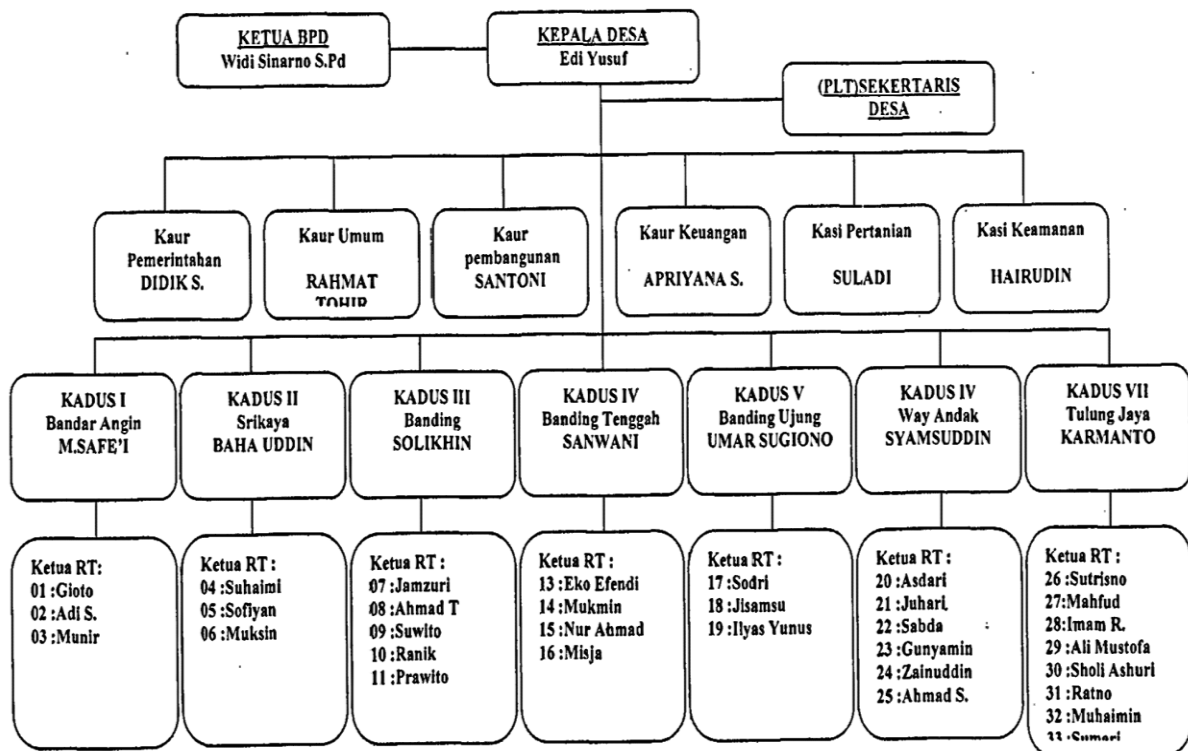 KETUA BPD
Widi Sinarno S.Pd
KEPALA DESA
Edi Yusuf
(PLT)SEKERTARIS
DESA
Kaur
Pemerintahan
DIDIK S.
Kaur Umum
RAHMAT
TOHIR
Kaur
pembangunan
SANTONI
Kaur Keuangan
APRIYANA S.
Kasi Pertanian
SULADI
Kasi Keamanan
HAIRUDIN
KADUS I
Bandar Angin
M.SAFE'I
KADUS II
Srikaya
BAHA UDDIN
KADUS III
Banding
SOLIKHIN
KADUS IV
Banding Tenggah
SANWANI
KADUS V
Banding Ujung
UMAR SUGIONO
KADUS IV
Way Andak
SYAMSUDDIN
KADUS VII
Tulung Jaya
KARMANTO
Ketua RT:
01 :Gioto
02 :Adi S.
03 :Munir
Ketua RT :
04 :Suhaimi
05 :Sofiyan
06 :Muksin
Ketua RT :
07 :Jamzuri
08 :Ahmad T
09 :Suwito
10 :Ranik
11 :Prawito
Ketua RT :
13 :Eko Efendi
14 :Mukmin
15 :Nur Ahmad
16 :Misja
Ketua RT :
17 :Sodri
18 :Jisamsu
19 :Ilyas Yunus
Ketua RT :
20 :Asdari
21 :Juhari
22 :Sabda
23 :Gunyamin
24 :Zainuddin
25 :Ahmad S.
Ketua RT :
26 :Sutrisno
27:Mahfud
28:Imam R.
29 :Ali Mustofa
30 :Sholi Ashuri
31 :Ratno
32 :Muhaimin
33 :Sumari